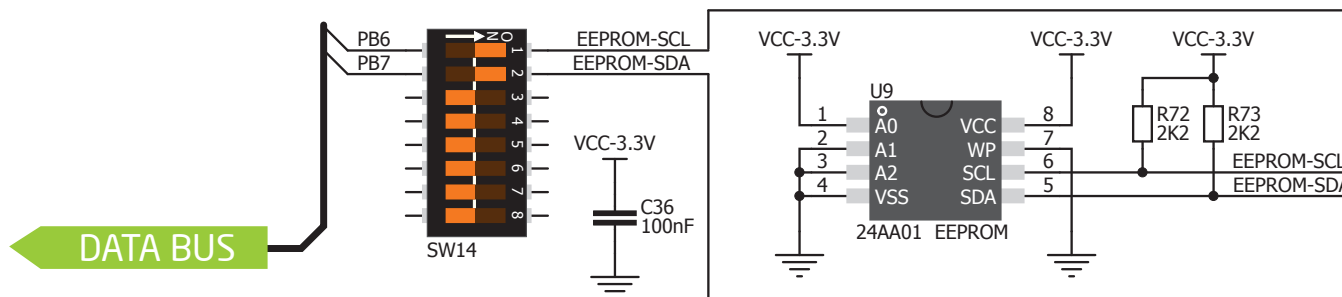 PB6
PB7
DATA BUS
O
N
1
2
3
4
5
6
7
8
SW14
EEPROM-SCL
EEPROM-SDA
VCC-3.3V
C36
100nF
VCC-3.3V
U9
1 A0
2 A1
3 A2
4 VSS
VCC 8
WP 7
SCL 6
SDA 5
24AA01 EEPROM
VCC-3.3V
VCC-3.3V
R72
2K2
R73
2K2
EEPROM-SCL
EEPROM-SDA